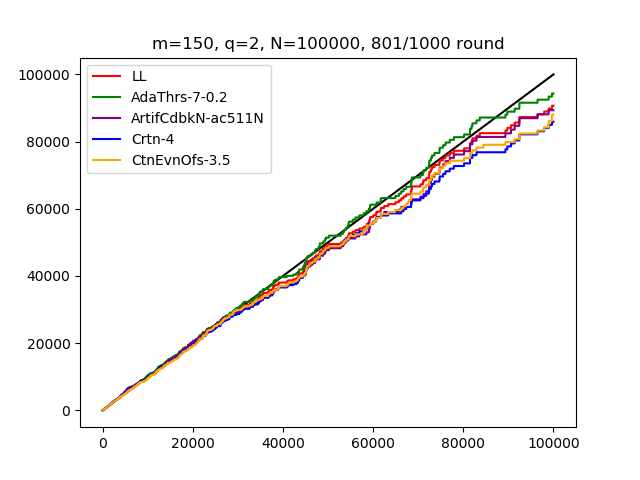 m=150, q=2, N=100000, 801/1000 round
LL
AdaThrs-7-0.2
ArtifCdbkN-ac511N
Crtn-4
CtnEvnOfs-3.5
100000
80000
60000
40000
20000
0
0 20000 40000 60000 80000 100000